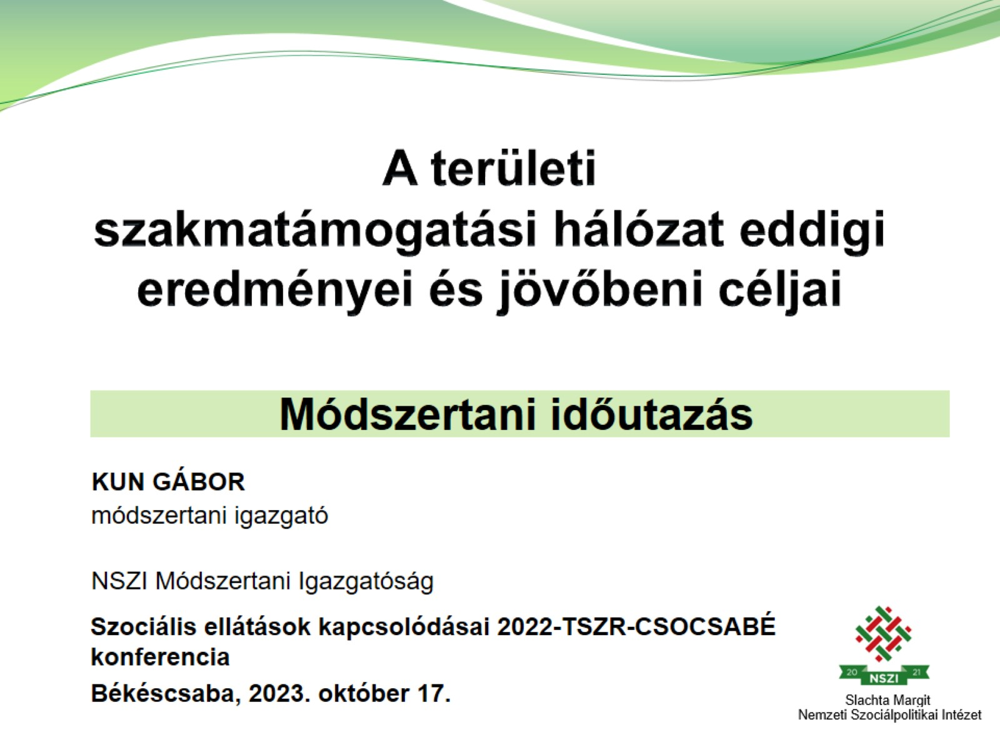 A területi
szakmatámogatási hálózat eddigi
eredményei és jövőbeni céljai
Módszertani időutazás
KUN GÁBOR
módszertani igazgató
NSZI Módszertani Igazgatóság
Szociális ellátások kapcsolódásai 2022-TSZR-CSOCSABÉ
konferencia
Békéscsaba, 2023. október 17.
20 NSZI 21
Slachta Margit
Nemzeti Szociálpolitikai Intézet